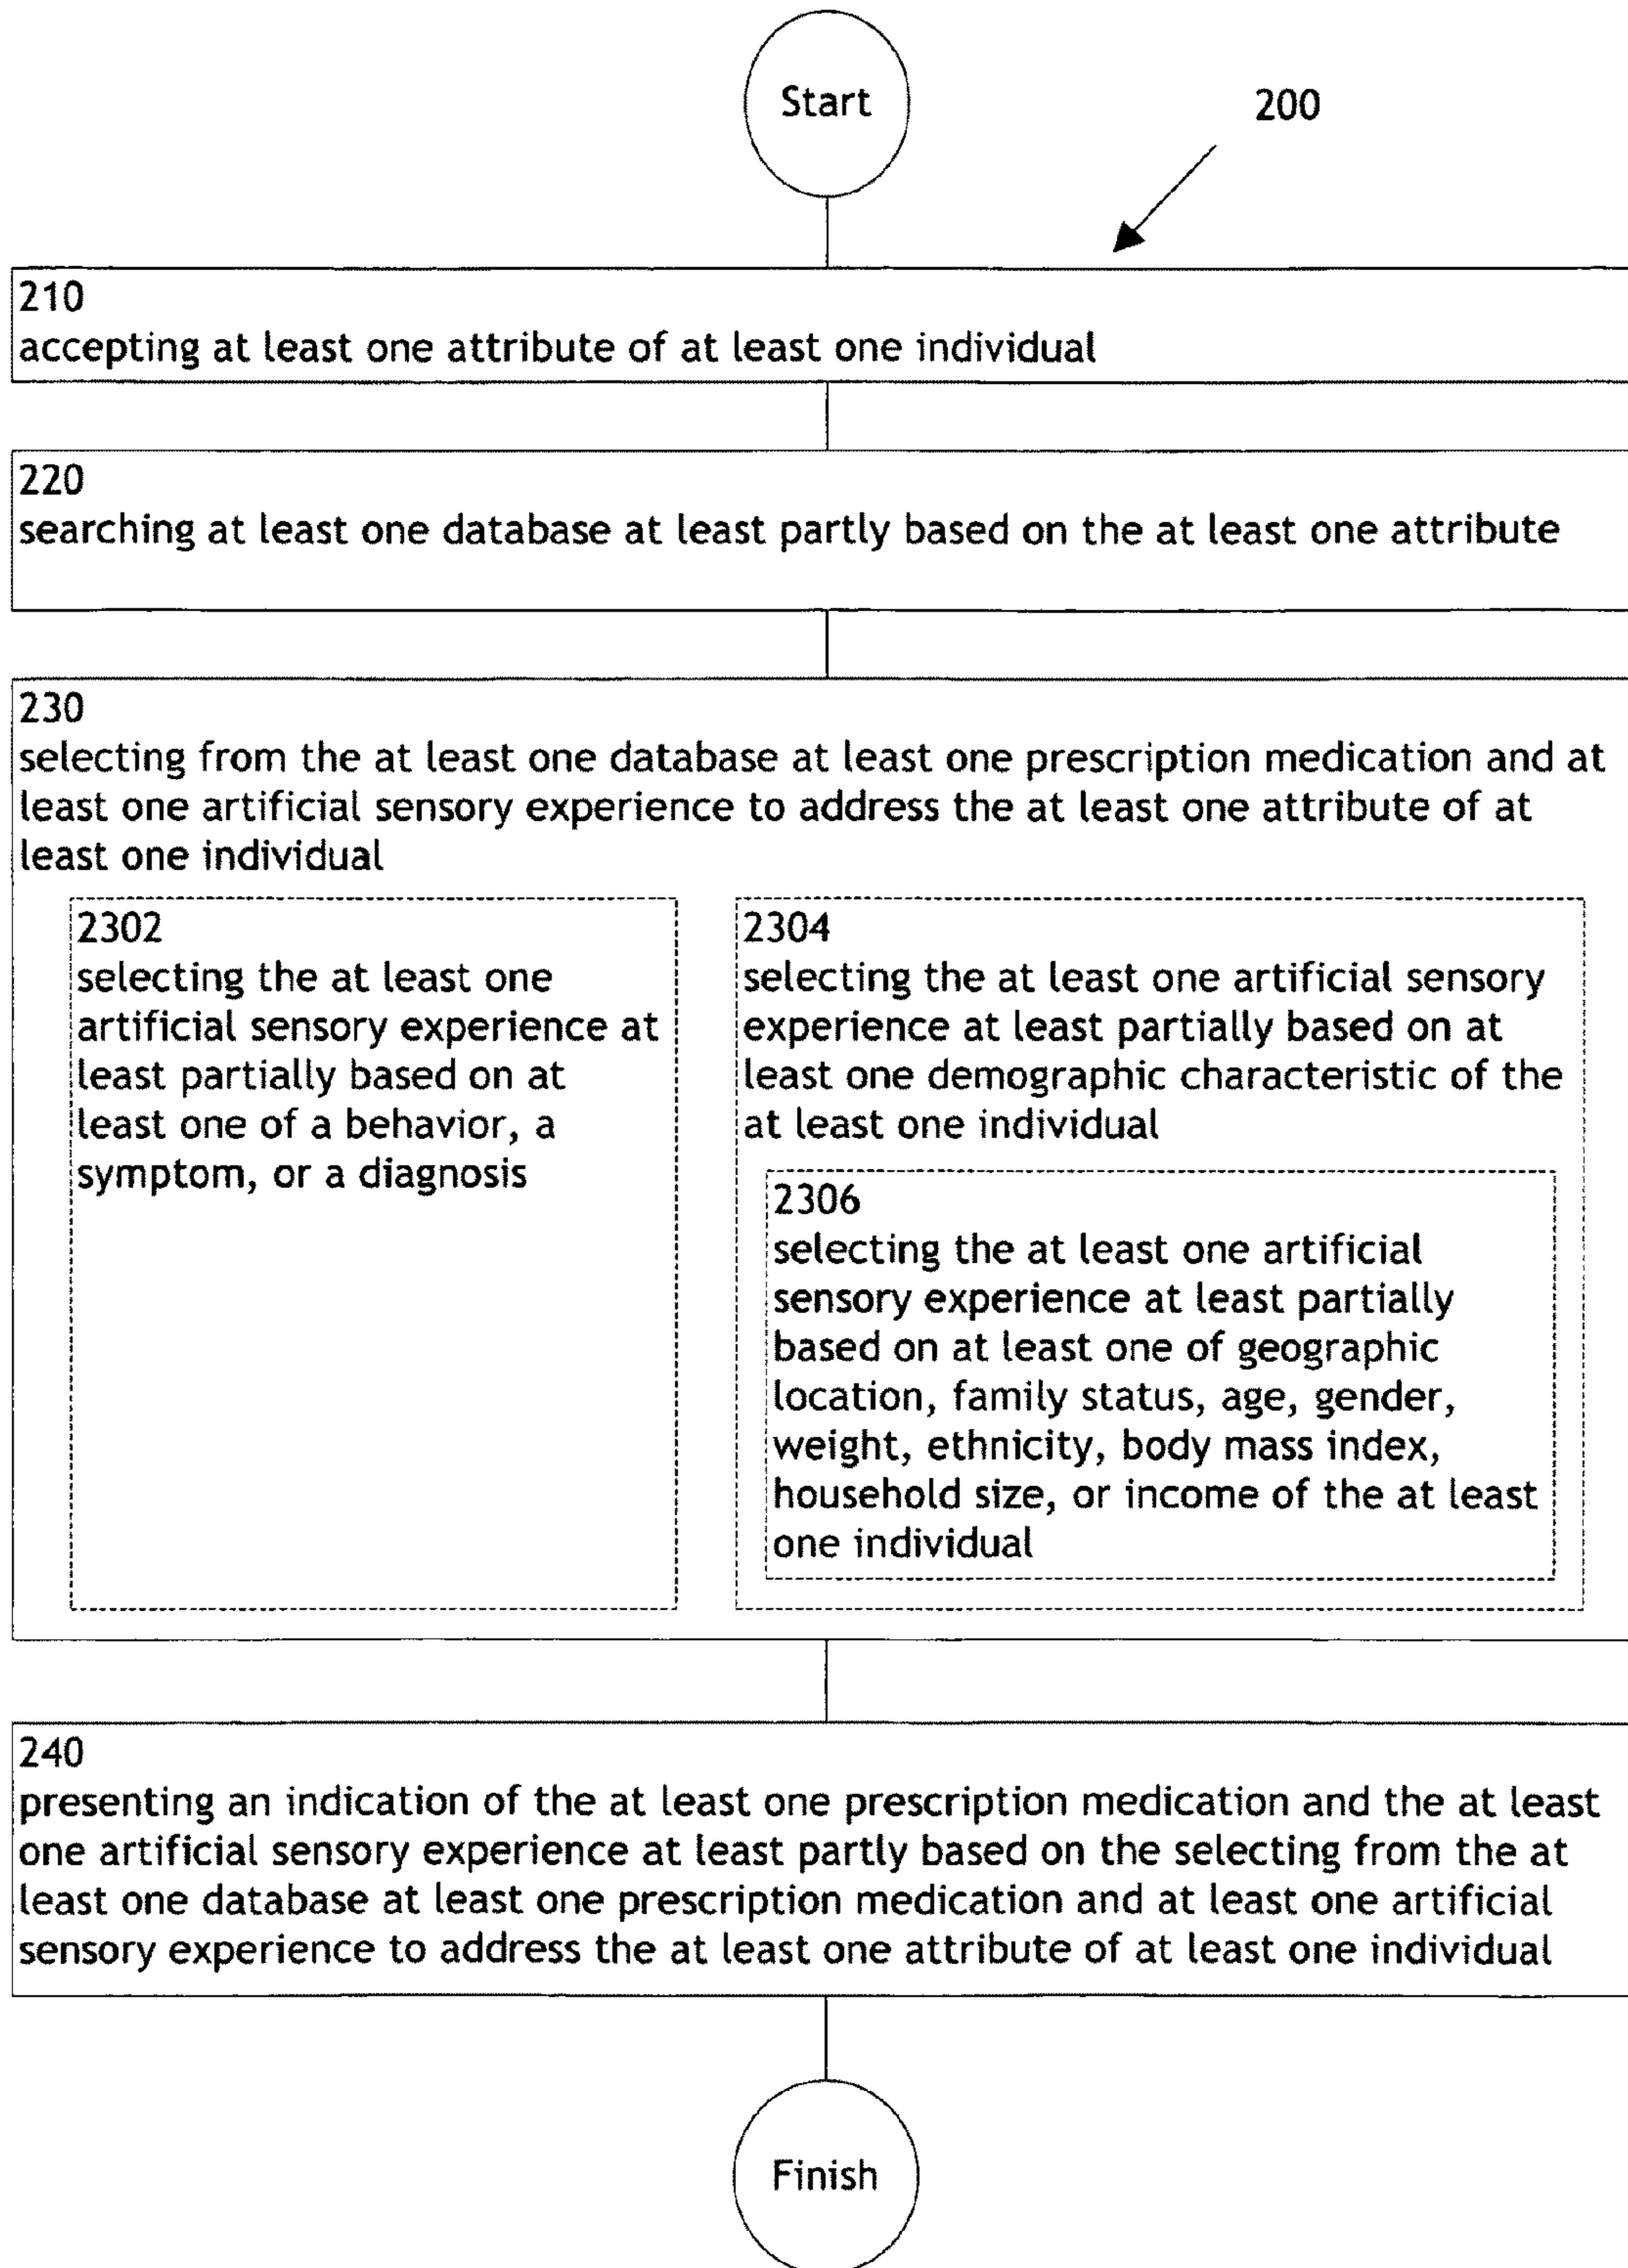 Start
200
210
accepting at least one attribute of at least one individual
220
searching at least one database at least partly based on the at least one attribute
230
selecting from the at least one database at least one prescription medication and at
least one artificial sensory experience to address the at least one attribute of at
least one individual
2302
selecting the at least one
artificial sensory experience at
least partially based on at
least one of a behavior, a
symptom, or a diagnosis
2304
selecting the at least one artificial sensory
experience at least partially based on at
least one demographic characteristic of the
at least one individual
2306
selecting the at least one artificial
sensory experience at least partially
based on at least one of geographic
location, family status, age, gender,
weight, ethnicity, body mass index,
household size, or income of the at least
one individual
240
presenting an indication of the at least one prescription medication and the at least
one artificial sensory experience at least partly based on the selecting from the at
least one database at least one prescription medication and at least one artificial
sensory experience to address the at least one attribute of at least one individual
Finish